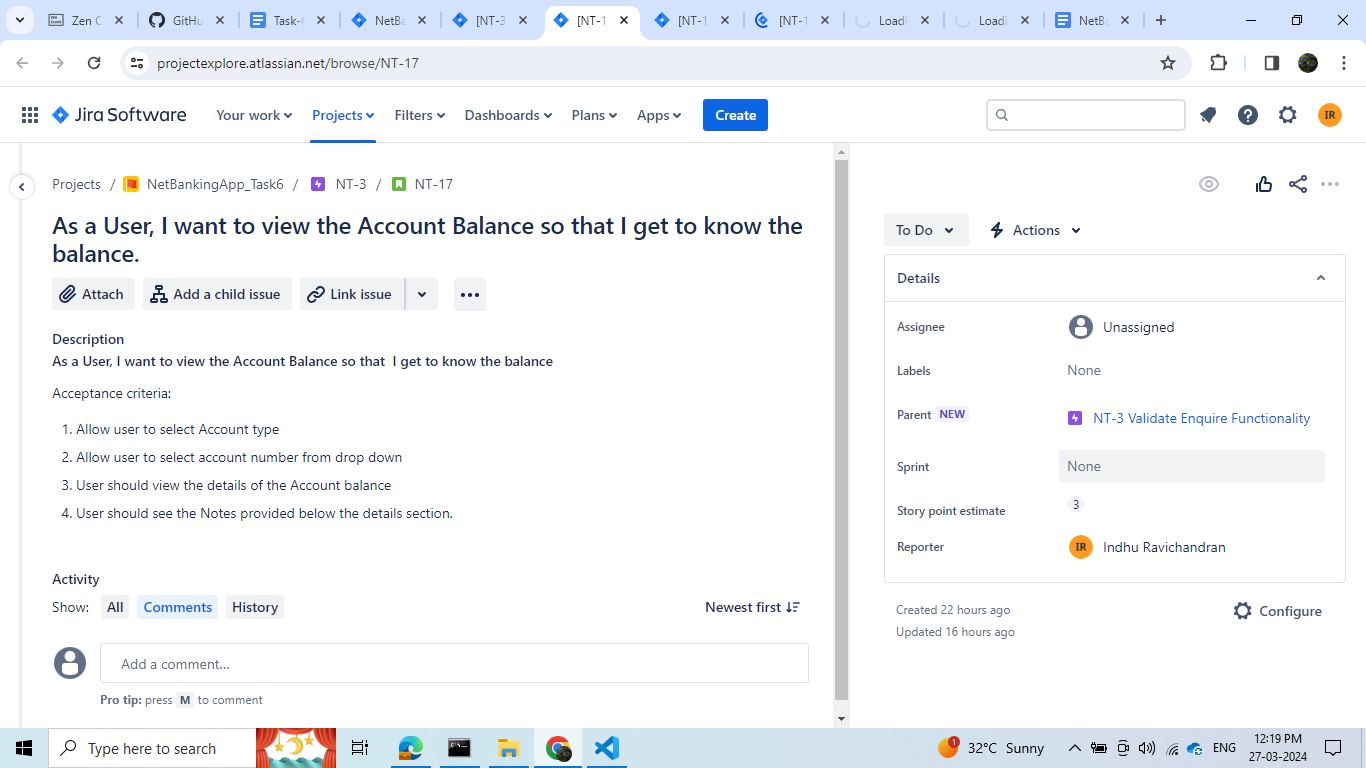 Zen C
GitHu
Task-
NetBa
[NT-3
[NT-1
[NT-1
[NT-1
Loadi
Loadi
NetBa
projectexplore.atlassian.net/browse/NT-17
Jira Software
Your work
Projects
Filters
Dashboards
Plans
Apps
Create
IR
Projects / NetBankingApp_Task6 / NT-3 / NT-17
As a User, I want to view the Account Balance so that I get to know the
balance.
Attach
Add a child issue
Link issue
Description
As a User, I want to view the Account Balance so that  I get to know the balance
Acceptance criteria:
1. Allow user to select Account type
2. Allow user to select account number from drop down
3. User should view the details of the Account balance
4. User should see the Notes provided below the details section.
Activity
Show: All Comments History
Newest first
Add a comment...
Pro tip: press M to comment
To Do
Actions
Details
Assignee Unassigned
Labels None
Parent NEW NT-3 Validate Enquire Functionality
Sprint None
Story point estimate 3
Reporter IR Indhu Ravichandran
Created 22 hours ago
Updated 16 hours ago
Configure
Type here to search
1
32°C Sunny
ENG
12:19 PM
27-03-2024